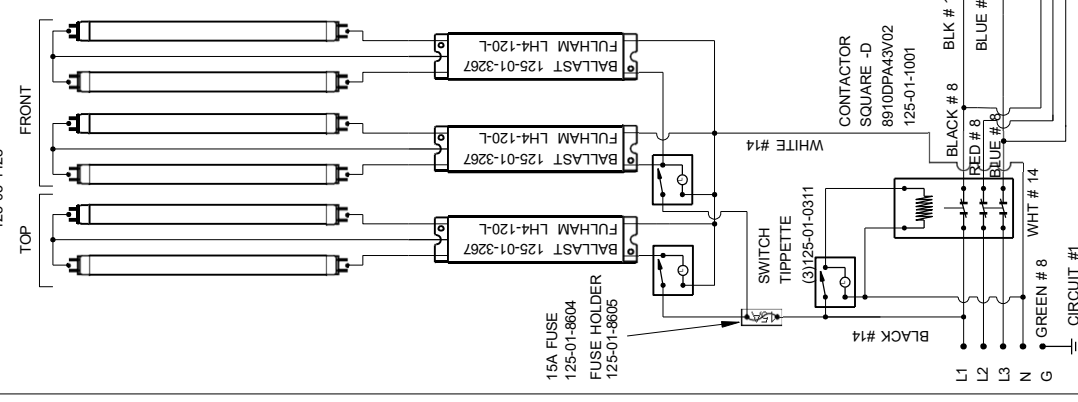 FRONT
TOP
BALLAST 125-01-3267
FULHAM LH4-120-L
BALLAST 125-01-3267
FULHAM LH4-120-L
BALLAST 125-01-3267
FULHAM LH4-120-L
WHITE #14
CONTACTOR
SQUARE -D
8910DPA43V02
125-01-1001
BLK #
BLUE #
BLACK # 8
RED # 8
BLUE # 8
WHT # 14
SWITCH
TIPPETTE
(3)125-01-0311
15A FUSE
125-01-8604
FUSE HOLDER
125-01-8605
15A
BLACK #14
L1
L2
L3
N
G
GREEN # 8
CIRCUIT #1